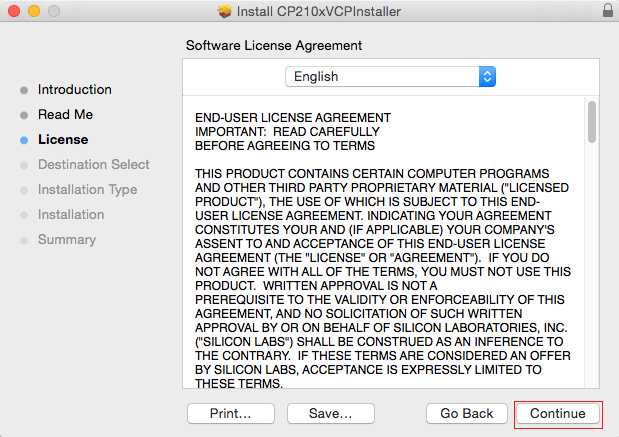 Install CP210xVCPInstaller
Software License Agreement
Introduction
Read Me
License
Destination Select
Installation Type
Installation
Summary
English
END-USER LICENSE AGREEMENT
IMPORTANT:  READ CAREFULLY
BEFORE AGREEING TO TERMS
THIS PRODUCT CONTAINS CERTAIN COMPUTER PROGRAMS
AND OTHER THIRD PARTY PROPRIETARY MATERIAL ("LICENSED
PRODUCT"), THE USE OF WHICH IS SUBJECT TO THIS END-
USER LICENSE AGREEMENT. INDICATING YOUR AGREEMENT
CONSTITUTES YOUR AND (IF APPLICABLE) YOUR COMPANY'S
ASSENT TO AND ACCEPTANCE OF THIS END-USER LICENSE
AGREEMENT (THE "LICENSE" OR "AGREEMENT").  IF YOU DO
NOT AGREE WITH ALL OF THE TERMS, YOU MUST NOT USE THIS
PRODUCT.  WRITTEN APPROVAL IS NOT A
PREREQUISITE TO THE VALIDITY OR ENFORCEABILITY OF THIS
AGREEMENT, AND NO SOLICITATION OF SUCH WRITTEN
APPROVAL BY OR ON BEHALF OF SILICON LABORATORIES, INC.
("SILICON LABS") SHALL BE CONSTRUED AS AN INFERENCE TO
THE CONTRARY.  IF THESE TERMS ARE CONSIDERED AN OFFER
BY SILICON LABS, ACCEPTANCE IS EXPRESSLY LIMITED TO
THESE TERMS.
Print...
Save...
Go Back
Continue